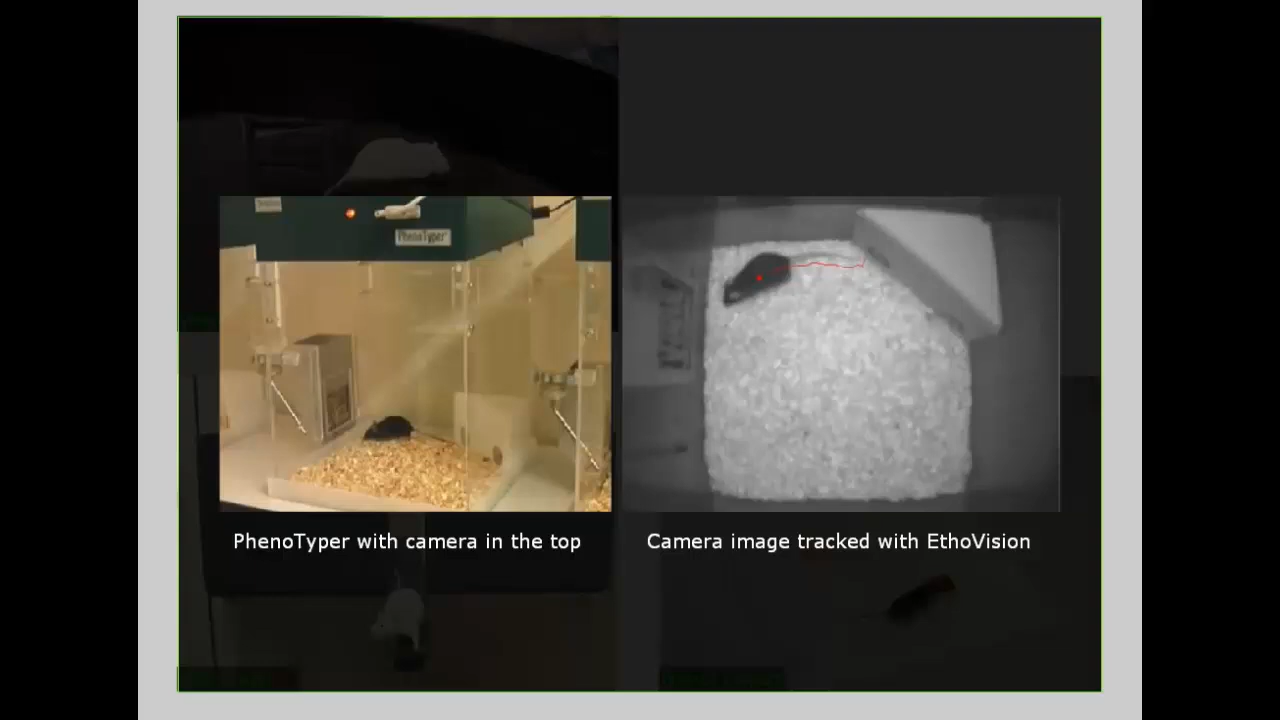 PhenoTyper
PhenoTyper with camera in the top
Camera image tracked with EthoVision